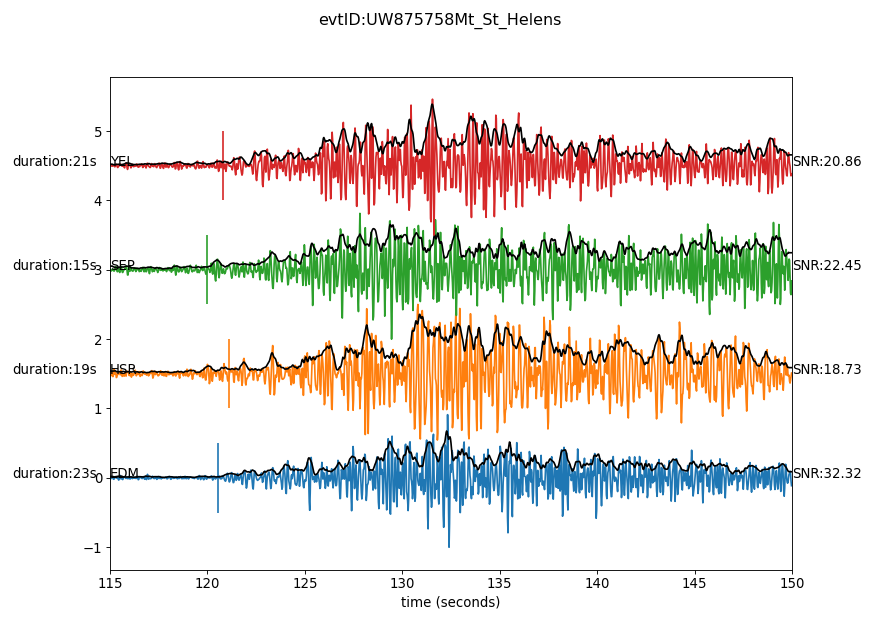 evtID:UW875758Mt_St_Helens
5
duration:21s YEL SNR:20.86
4
duration:15s 3 SEP SNR:22.45
2
duration:19s HSR SNR:18.73
1
duration:23s 0 EDM SNR:32.32
−1
115 120 125 130 135 140 145 150
time (seconds)